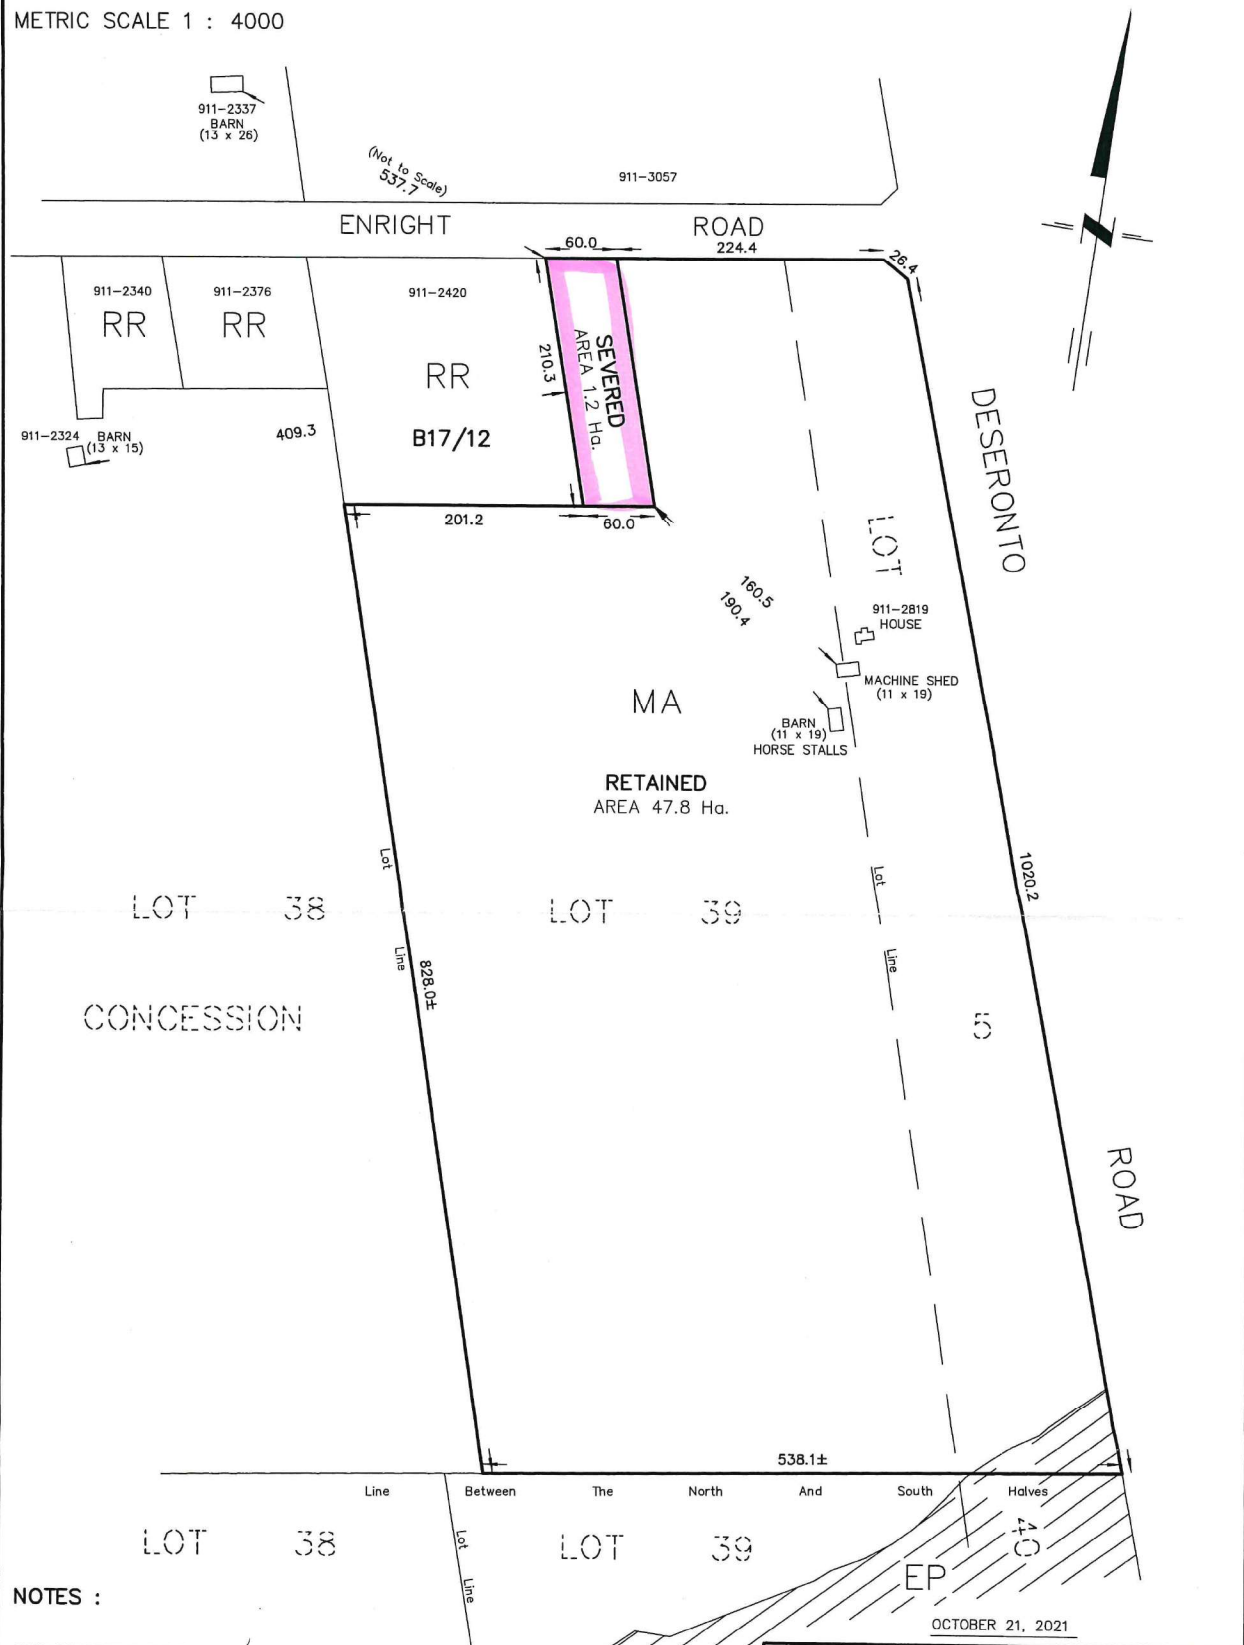 METRIC SCALE 1 : 4000
911-2337
BARN
(13 x 26)
(Not to Scale)
537.7
911-3057
ENRIGHT ROAD
60.0
224.4
26.4
911-2340
RR
911-2376
RR
911-2420
RR
B17/12
210.3
SEVERED
AREA 1.2 Ha.
911-2324 BARN
(13 x 15)
409.3
201.2
60.0
DESERONTO
LOT
160.5
190.4
911-2819
HOUSE
MACHINE SHED
(11 x 19)
BARN
(11 x 19)
HORSE STALLS
MA
RETAINED
AREA 47.8 Ha.
Lot
Line
828.0±
Lot
Line
1020.2
LOT 38
LOT 39
CONCESSION
5
ROAD
538.1±
Line Between The North And South Halves
LOT 38
Lot
Line
LOT 39
40
EP
NOTES :
OCTOBER 21, 2021